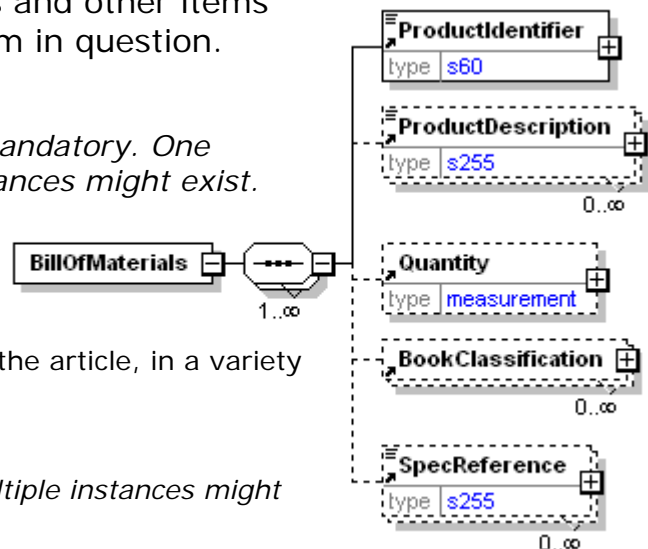 s and other items
m in question.
andatory. One
ances might exist.
the article, in a variety
ltiple instances might
BillOfMaterials
1..∞
ProductIdentifier
type s60
ProductDescription
type s255
0..∞
Quantity
type measurement
BookClassification
0..∞
SpecReference
type s255
0..∞